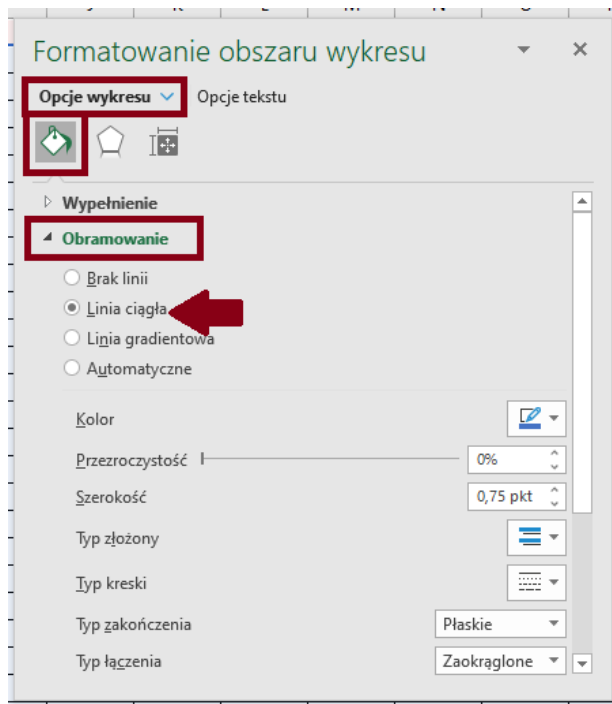 Formatowanie obszaru wykresu
Opcje wykresu Opcje tekstu
Wypełnienie
Obramowanie
Brak linii
Linia ciągła
Linia gradientowa
Automatyczne
Kolor
Przezroczystość 0%
Szerokość 0,75 pkt
Typ złożony
Typ kreski
Typ zakończenia Płaskie
Typ łączenia Zaokrąglone